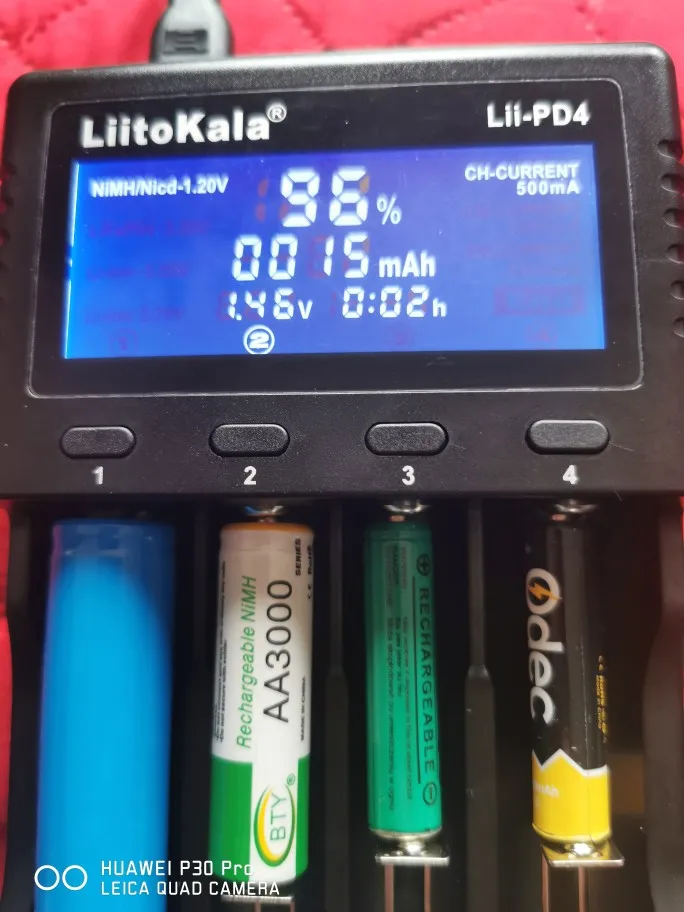 LiitoKala®
Lii-PD4
NiMH/Nicd-1.20V
96%
CH-CURRENT
500mA
0015mAh
1.46v 0:02h
2
1
2
3
4
Rechargeable NiMH
AA3000
SERIES
BTY®
RECHARGEABLE
Odec
HUAWEI P30 Pro
LEICA QUAD CAMERA